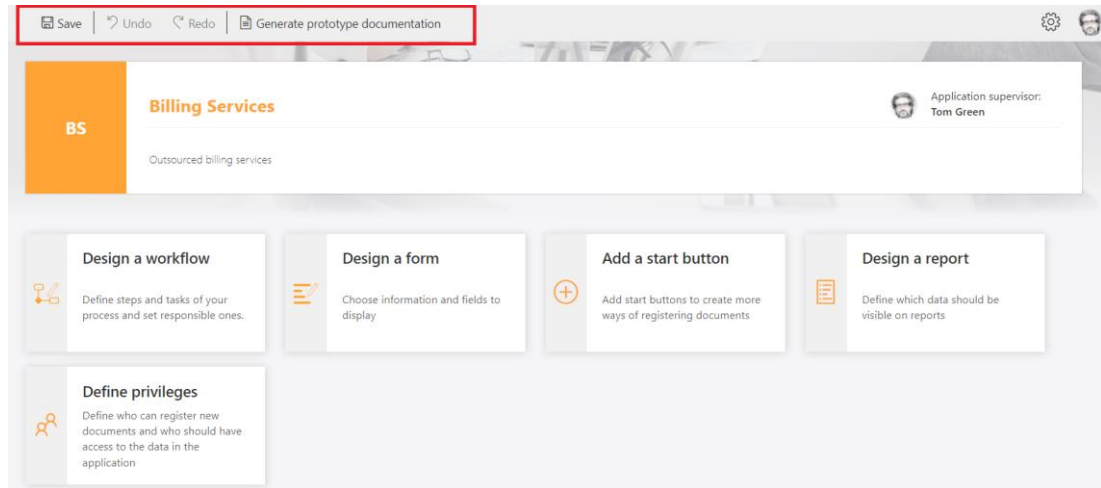 Save Undo Redo Generate prototype documentation
BS
Billing Services
Application supervisor:
Tom Green
Outsourced billing services
Design a workflow
Define steps and tasks of your
process and set responsible ones.
Design a form
Choose information and fields to
display
Add a start button
Add start buttons to create more
ways of registering documents
Design a report
Define which data should be
visible on reports
Define privileges
Define who can register new
documents and who should have
access to the data in the
application